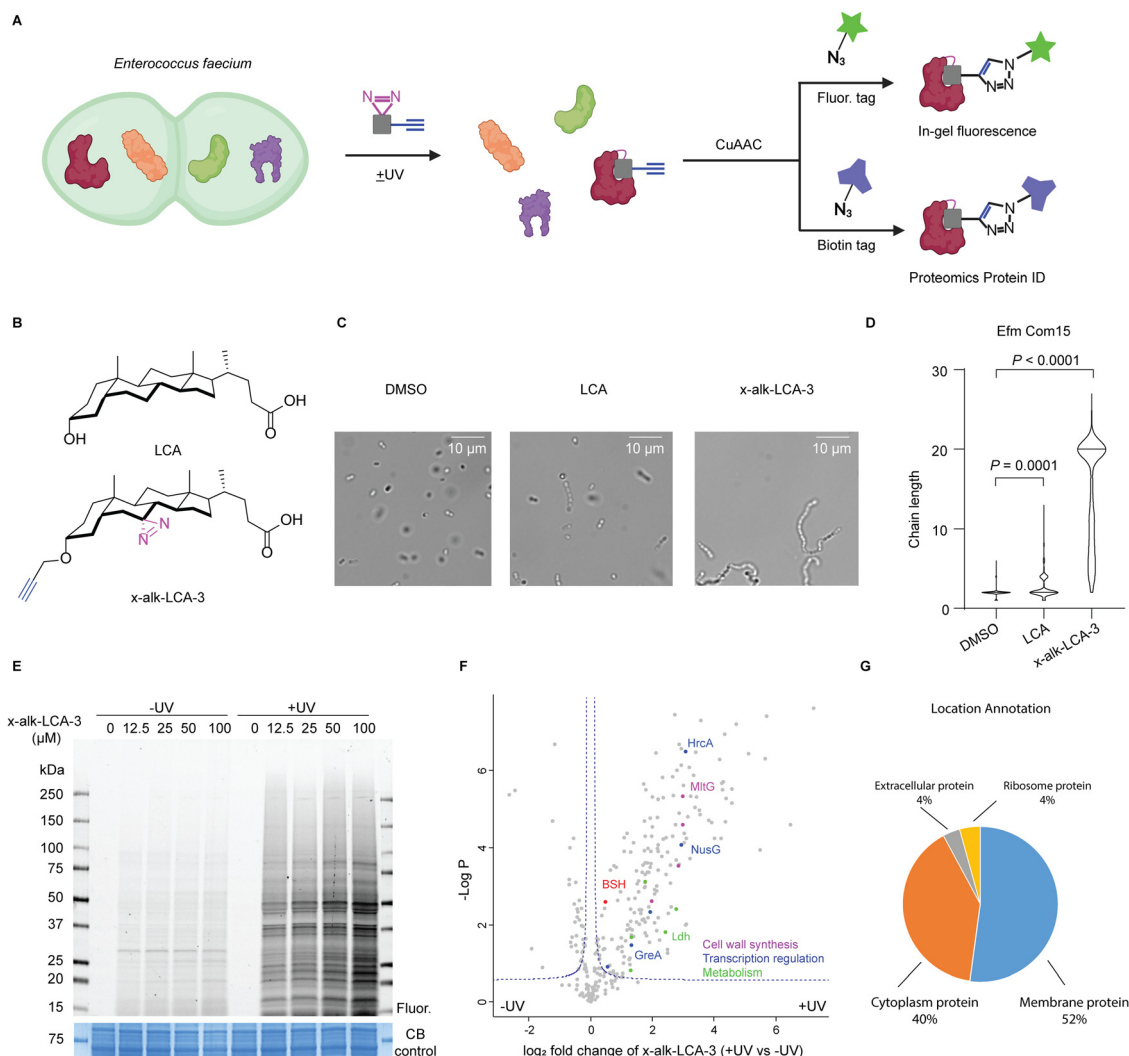 A
Enterococcus faecium
N
N
±UV
CuAAC
N₃
Fluor. tag
N
N
N
In-gel fluorescence
N₃
Biotin tag
N
N
N
Proteomics Protein ID
B
OH
O
OH
LCA
N
N
O
OH
O
x-alk-LCA-3
C
DMSO
LCA
x-alk-LCA-3
10 µm
10 µm
10 µm
D
Efm Com15
P < 0.0001
P = 0.0001
Chain length
30
20
10
0
DMSO
LCA
x-alk-LCA-3
E
-UV
+UV
x-alk-LCA-3
(µM)
0 12.5 25 50 100 0 12.5 25 50 100
kDa
250
150
100
75
50
37
25
20
15
Fluor.
75
CB
control
F
-Log P
6
4
2
0
HrcA
MltG
NusG
BSH
Ldh
GreA
Cell wall synthesis
Transcription regulation
Metabolism
-UV
+UV
-2 0 2 4 6
log₂ fold change of x-alk-LCA-3 (+UV vs -UV)
G
Location Annotation
Extracellular protein
4%
Ribosome protein
4%
Cytoplasm protein
40%
Membrane protein
52%